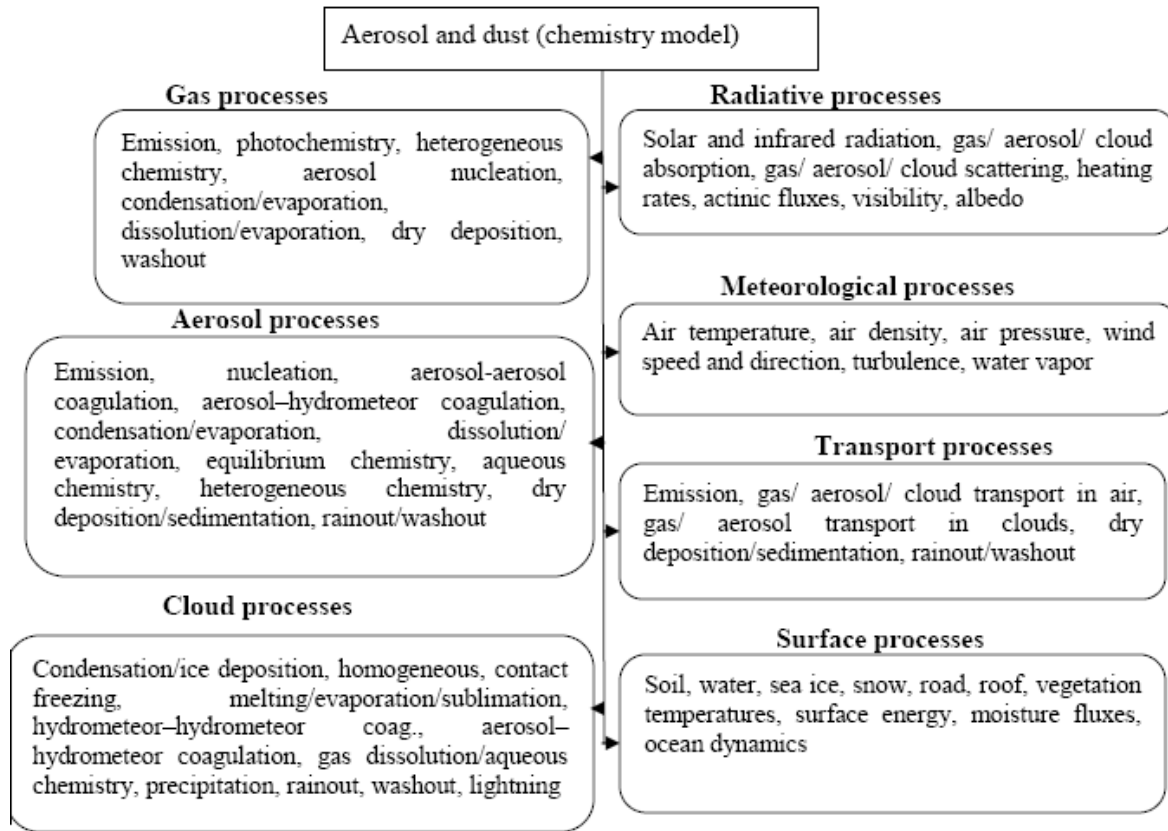 Aerosol and dust (chemistry model)
Gas processes
Emission, photochemistry, heterogeneous
chemistry, aerosol nucleation,
condensation/evaporation,
dissolution/evaporation, dry deposition,
washout
Aerosol processes
Emission, nucleation, aerosol-aerosol
coagulation, aerosol–hydrometeor coagulation,
condensation/evaporation, dissolution/
evaporation, equilibrium chemistry, aqueous
chemistry, heterogeneous chemistry, dry
deposition/sedimentation, rainout/washout
Cloud processes
Condensation/ice deposition, homogeneous, contact
freezing, melting/evaporation/sublimation,
hydrometeor–hydrometeor coag., aerosol–
hydrometeor coagulation, gas dissolution/aqueous
chemistry, precipitation, rainout, washout, lightning
Radiative processes
Solar and infrared radiation, gas/ aerosol/ cloud
absorption, gas/ aerosol/ cloud scattering, heating
rates, actinic fluxes, visibility, albedo
Meteorological processes
Air temperature, air density, air pressure, wind
speed and direction, turbulence, water vapor
Transport processes
Emission, gas/ aerosol/ cloud transport in air,
gas/ aerosol transport in clouds, dry
deposition/sedimentation, rainout/washout
Surface processes
Soil, water, sea ice, snow, road, roof, vegetation
temperatures, surface energy, moisture fluxes,
ocean dynamics